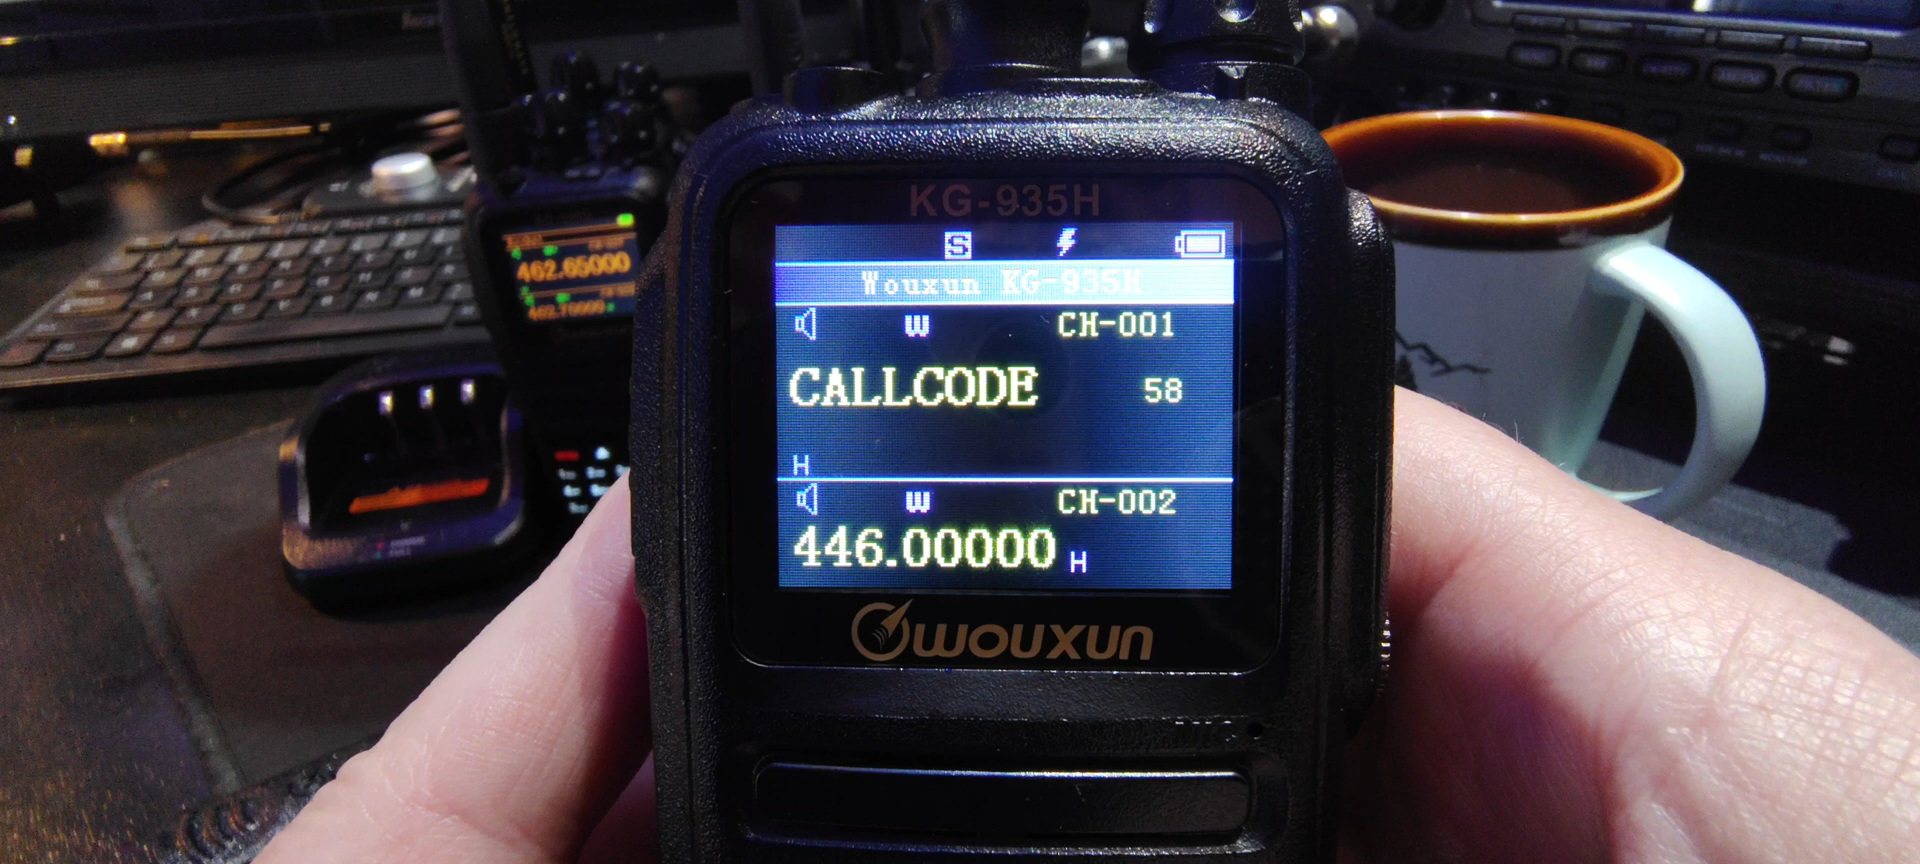 KG-935H
S
Wouxun KG-935H
W CH-001
CALLCODE 58
H
W CH-002
446.00000 H
wouxun
462.65000